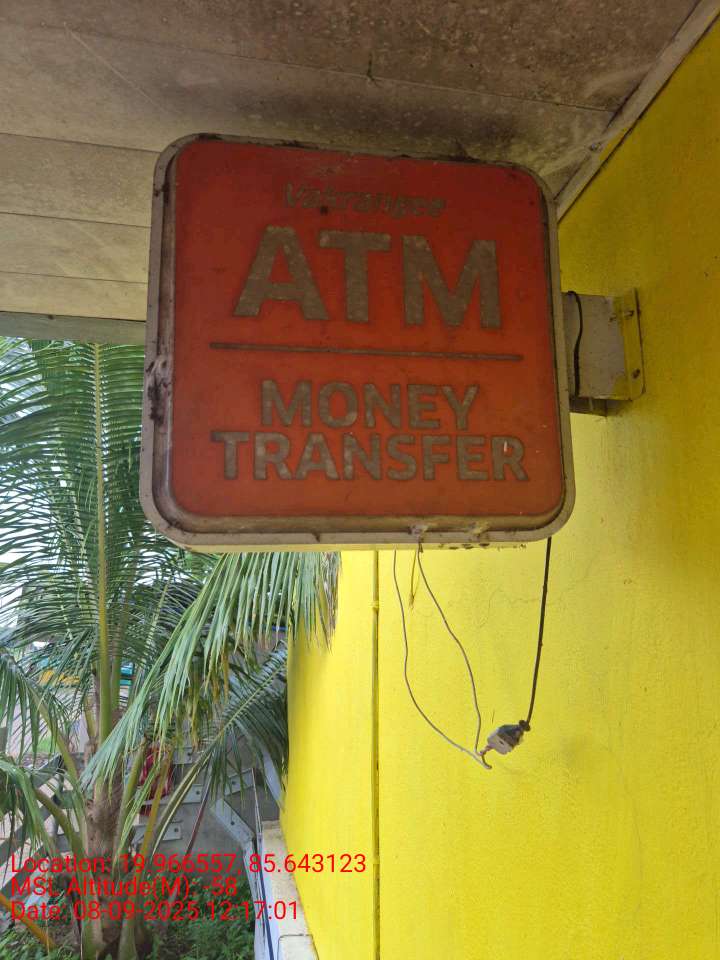 Vakrangee
ATM
MONEY
TRANSFER
Location: 19.966557, 85.643123
MSL Altitude(M): -58
Date: 08-09-2025 12:17:01